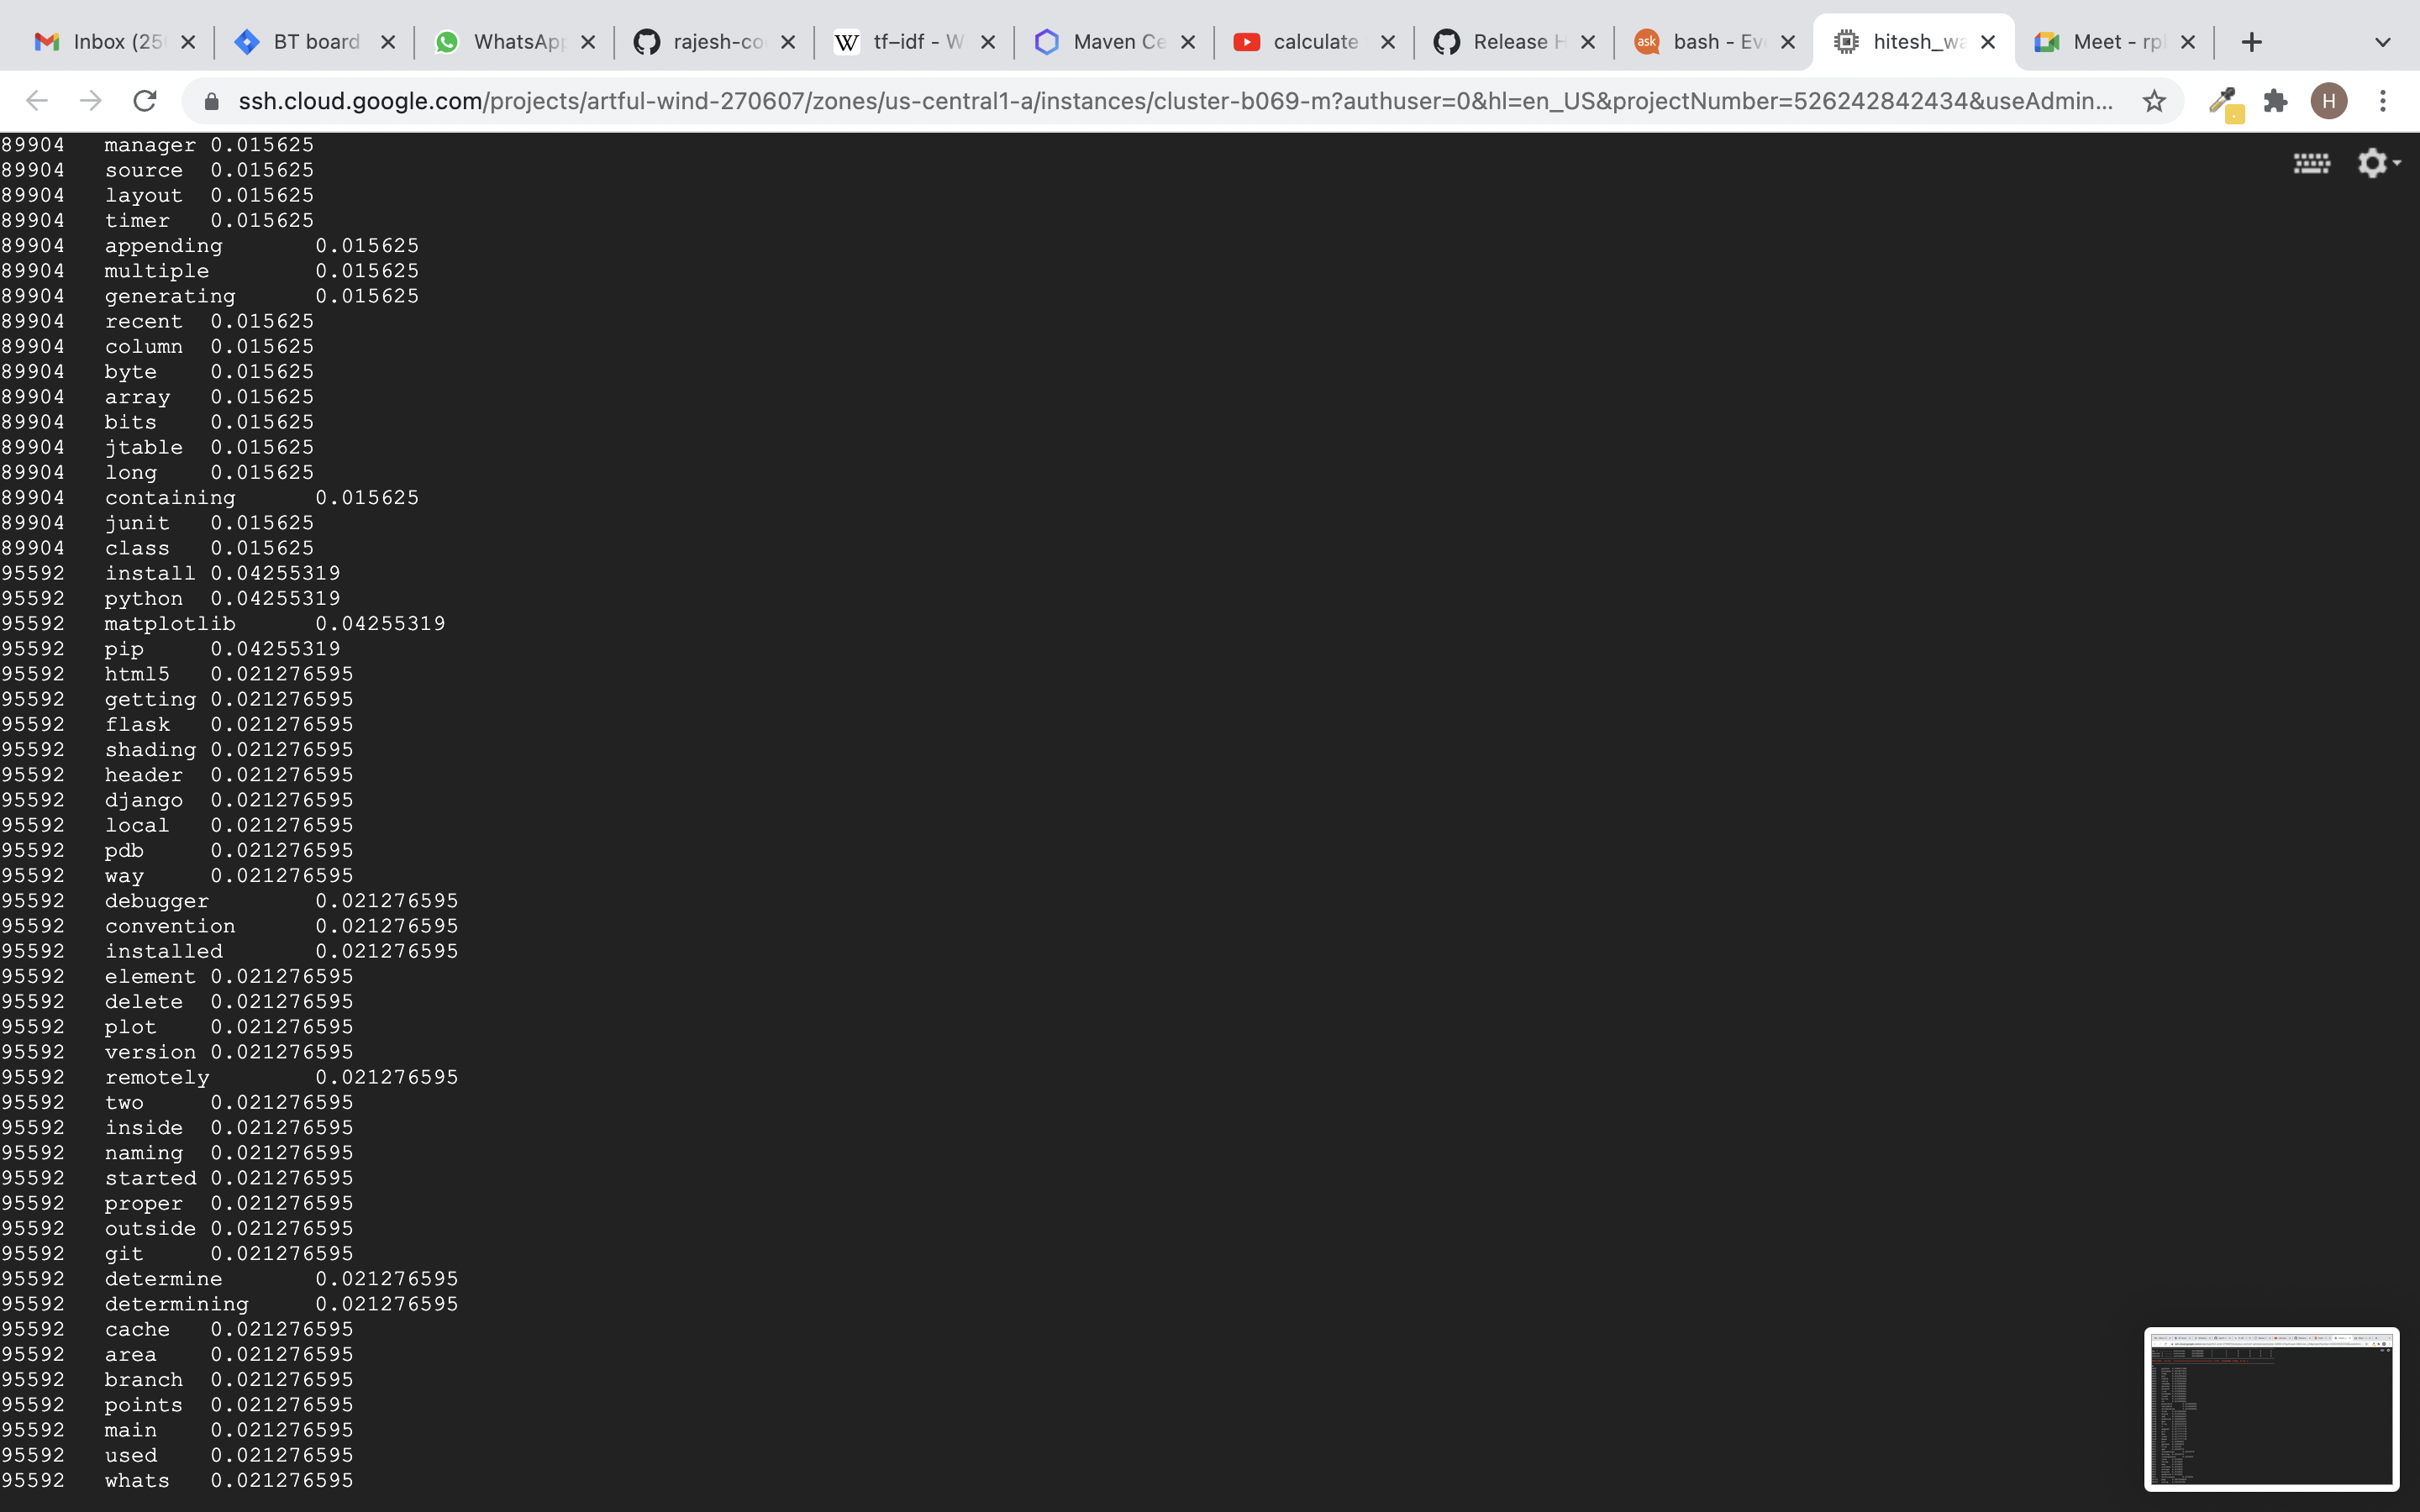 Inbox (25
BT board
WhatsApp
rajesh-co
tf–idf - W
Maven Ce
calculate
Release H
ask
bash - Ev
hitesh_wa
Meet - rpl
ssh.cloud.google.com/projects/artful-wind-270607/zones/us-central1-a/instances/cluster-b069-m?authuser=0&hl=en_US&projectNumber=526242842434&useAdmin...
H
89904 manager 0.015625
89904 source 0.015625
89904 layout 0.015625
89904 timer 0.015625
89904 appending 0.015625
89904 multiple 0.015625
89904 generating 0.015625
89904 recent 0.015625
89904 column 0.015625
89904 byte 0.015625
89904 array 0.015625
89904 bits 0.015625
89904 jtable 0.015625
89904 long 0.015625
89904 containing 0.015625
89904 junit 0.015625
89904 class 0.015625
95592 install 0.04255319
95592 python 0.04255319
95592 matplotlib 0.04255319
95592 pip 0.04255319
95592 html5 0.021276595
95592 getting 0.021276595
95592 flask 0.021276595
95592 shading 0.021276595
95592 header 0.021276595
95592 django 0.021276595
95592 local 0.021276595
95592 pdb 0.021276595
95592 way 0.021276595
95592 debugger 0.021276595
95592 convention 0.021276595
95592 installed 0.021276595
95592 element 0.021276595
95592 delete 0.021276595
95592 plot 0.021276595
95592 version 0.021276595
95592 remotely 0.021276595
95592 two 0.021276595
95592 inside 0.021276595
95592 naming 0.021276595
95592 started 0.021276595
95592 proper 0.021276595
95592 outside 0.021276595
95592 git 0.021276595
95592 determine 0.021276595
95592 determining 0.021276595
95592 cache 0.021276595
95592 area 0.021276595
95592 branch 0.021276595
95592 points 0.021276595
95592 main 0.021276595
95592 used 0.021276595
95592 whats 0.021276595